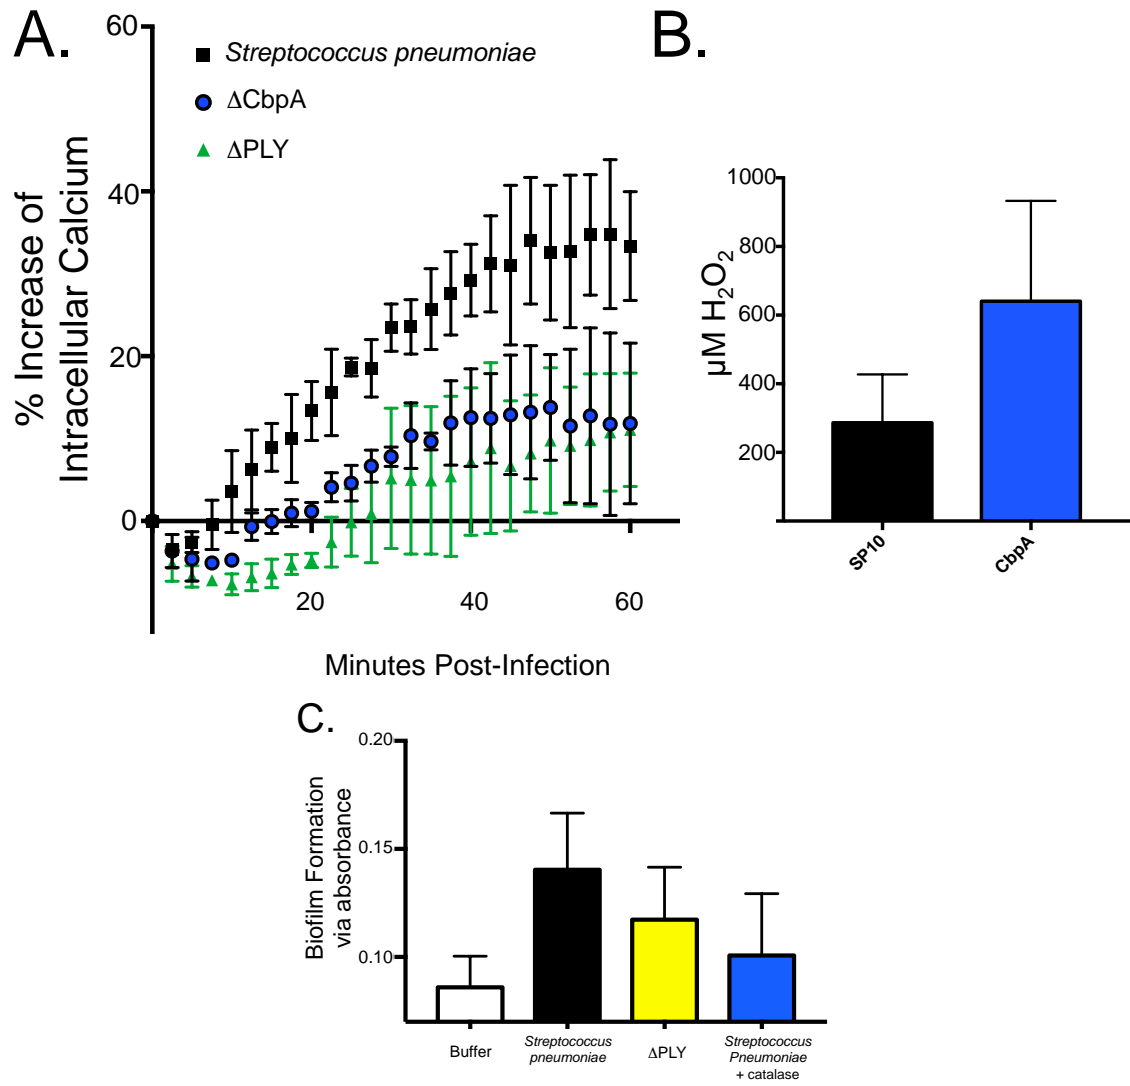 A.
60
40
20
0
% Increase of
Intracellular Calcium
Streptococcus pneumoniae
ΔCbpA
ΔPLY
20
40
60
Minutes Post-Infection
B.
1000
800
600
400
200
µM H₂O₂
SP10
CbpA
C.
0.20
0.15
0.10
Biofilm Formation
via absorbance
Buffer
Streptococcus
pneumoniae
ΔPLY
Streptococcus
Pneumoniae
+ catalase